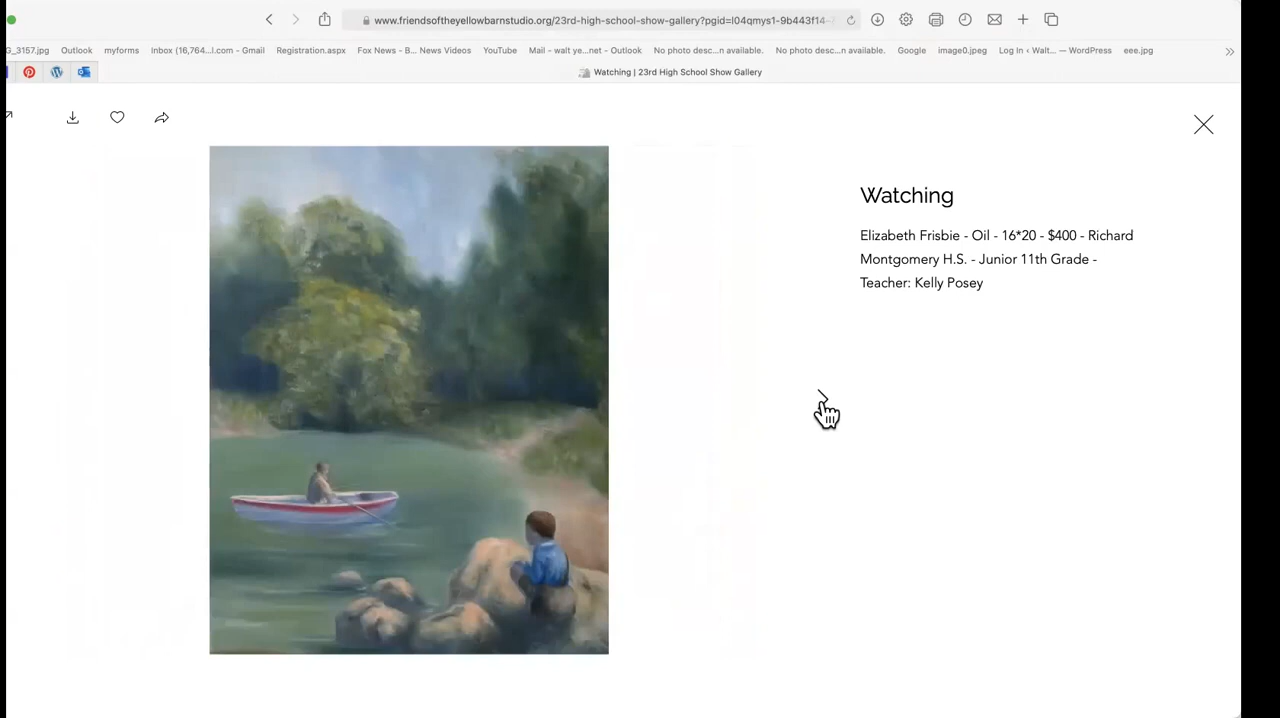 www.friendsoftheyellowbarnstudio.org/23rd-high-school-show-gallery?pgid=l04qmys1-9b443f14-
G_3157.jpg Outlook myforms Inbox (16,764...l.com – Gmail Registration.aspx Fox News - B... News Videos YouTube Mail - walt ye...net - Outlook No photo desc...n available. No photo desc...n available. Google image0.jpeg Log In ‹ Walt... — WordPress eee.jpg
Watching | 23rd High School Show Gallery
Watching
Elizabeth Frisbie - Oil - 16*20 - $400 - Richard
Montgomery H.S. - Junior 11th Grade -
Teacher: Kelly Posey